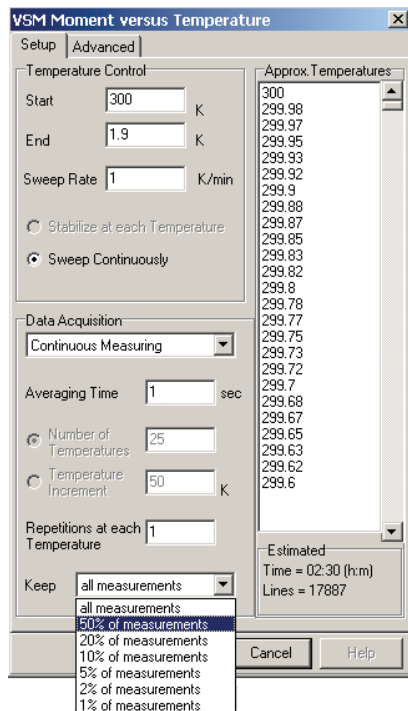 VSM Moment versus Temperature
Setup
Advanced
Temperature Control
Start 300 K
End 1.9 K
Sweep Rate 1 K/min
Stabilize at each Temperature
Sweep Continuously
Data Acquisition
Continuous Measuring
Averaging Time 1 sec
Number of
Temperatures
25
Temperature
Increment
50 K
Repetitions at each
Temperature
1
Keep all measurements
all measurements
50% of measurements
20% of measurements
10% of measurements
5% of measurements
2% of measurements
1% of measurements
Approx. Temperatures
300
299.98
299.97
299.95
299.93
299.92
299.9
299.88
299.87
299.85
299.83
299.82
299.8
299.78
299.77
299.75
299.73
299.72
299.7
299.68
299.67
299.65
299.63
299.62
299.6
Estimated
Time = 02:30 (h:m)
Lines = 17887
Cancel
Help